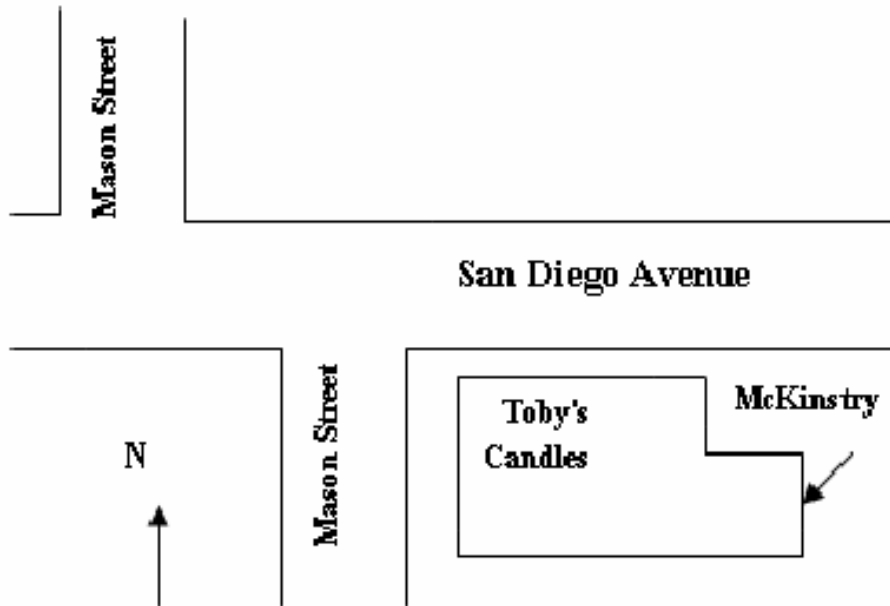 Mason Street
San Diego Avenue
Mason Street
Toby's
Candles
McKinstry
N